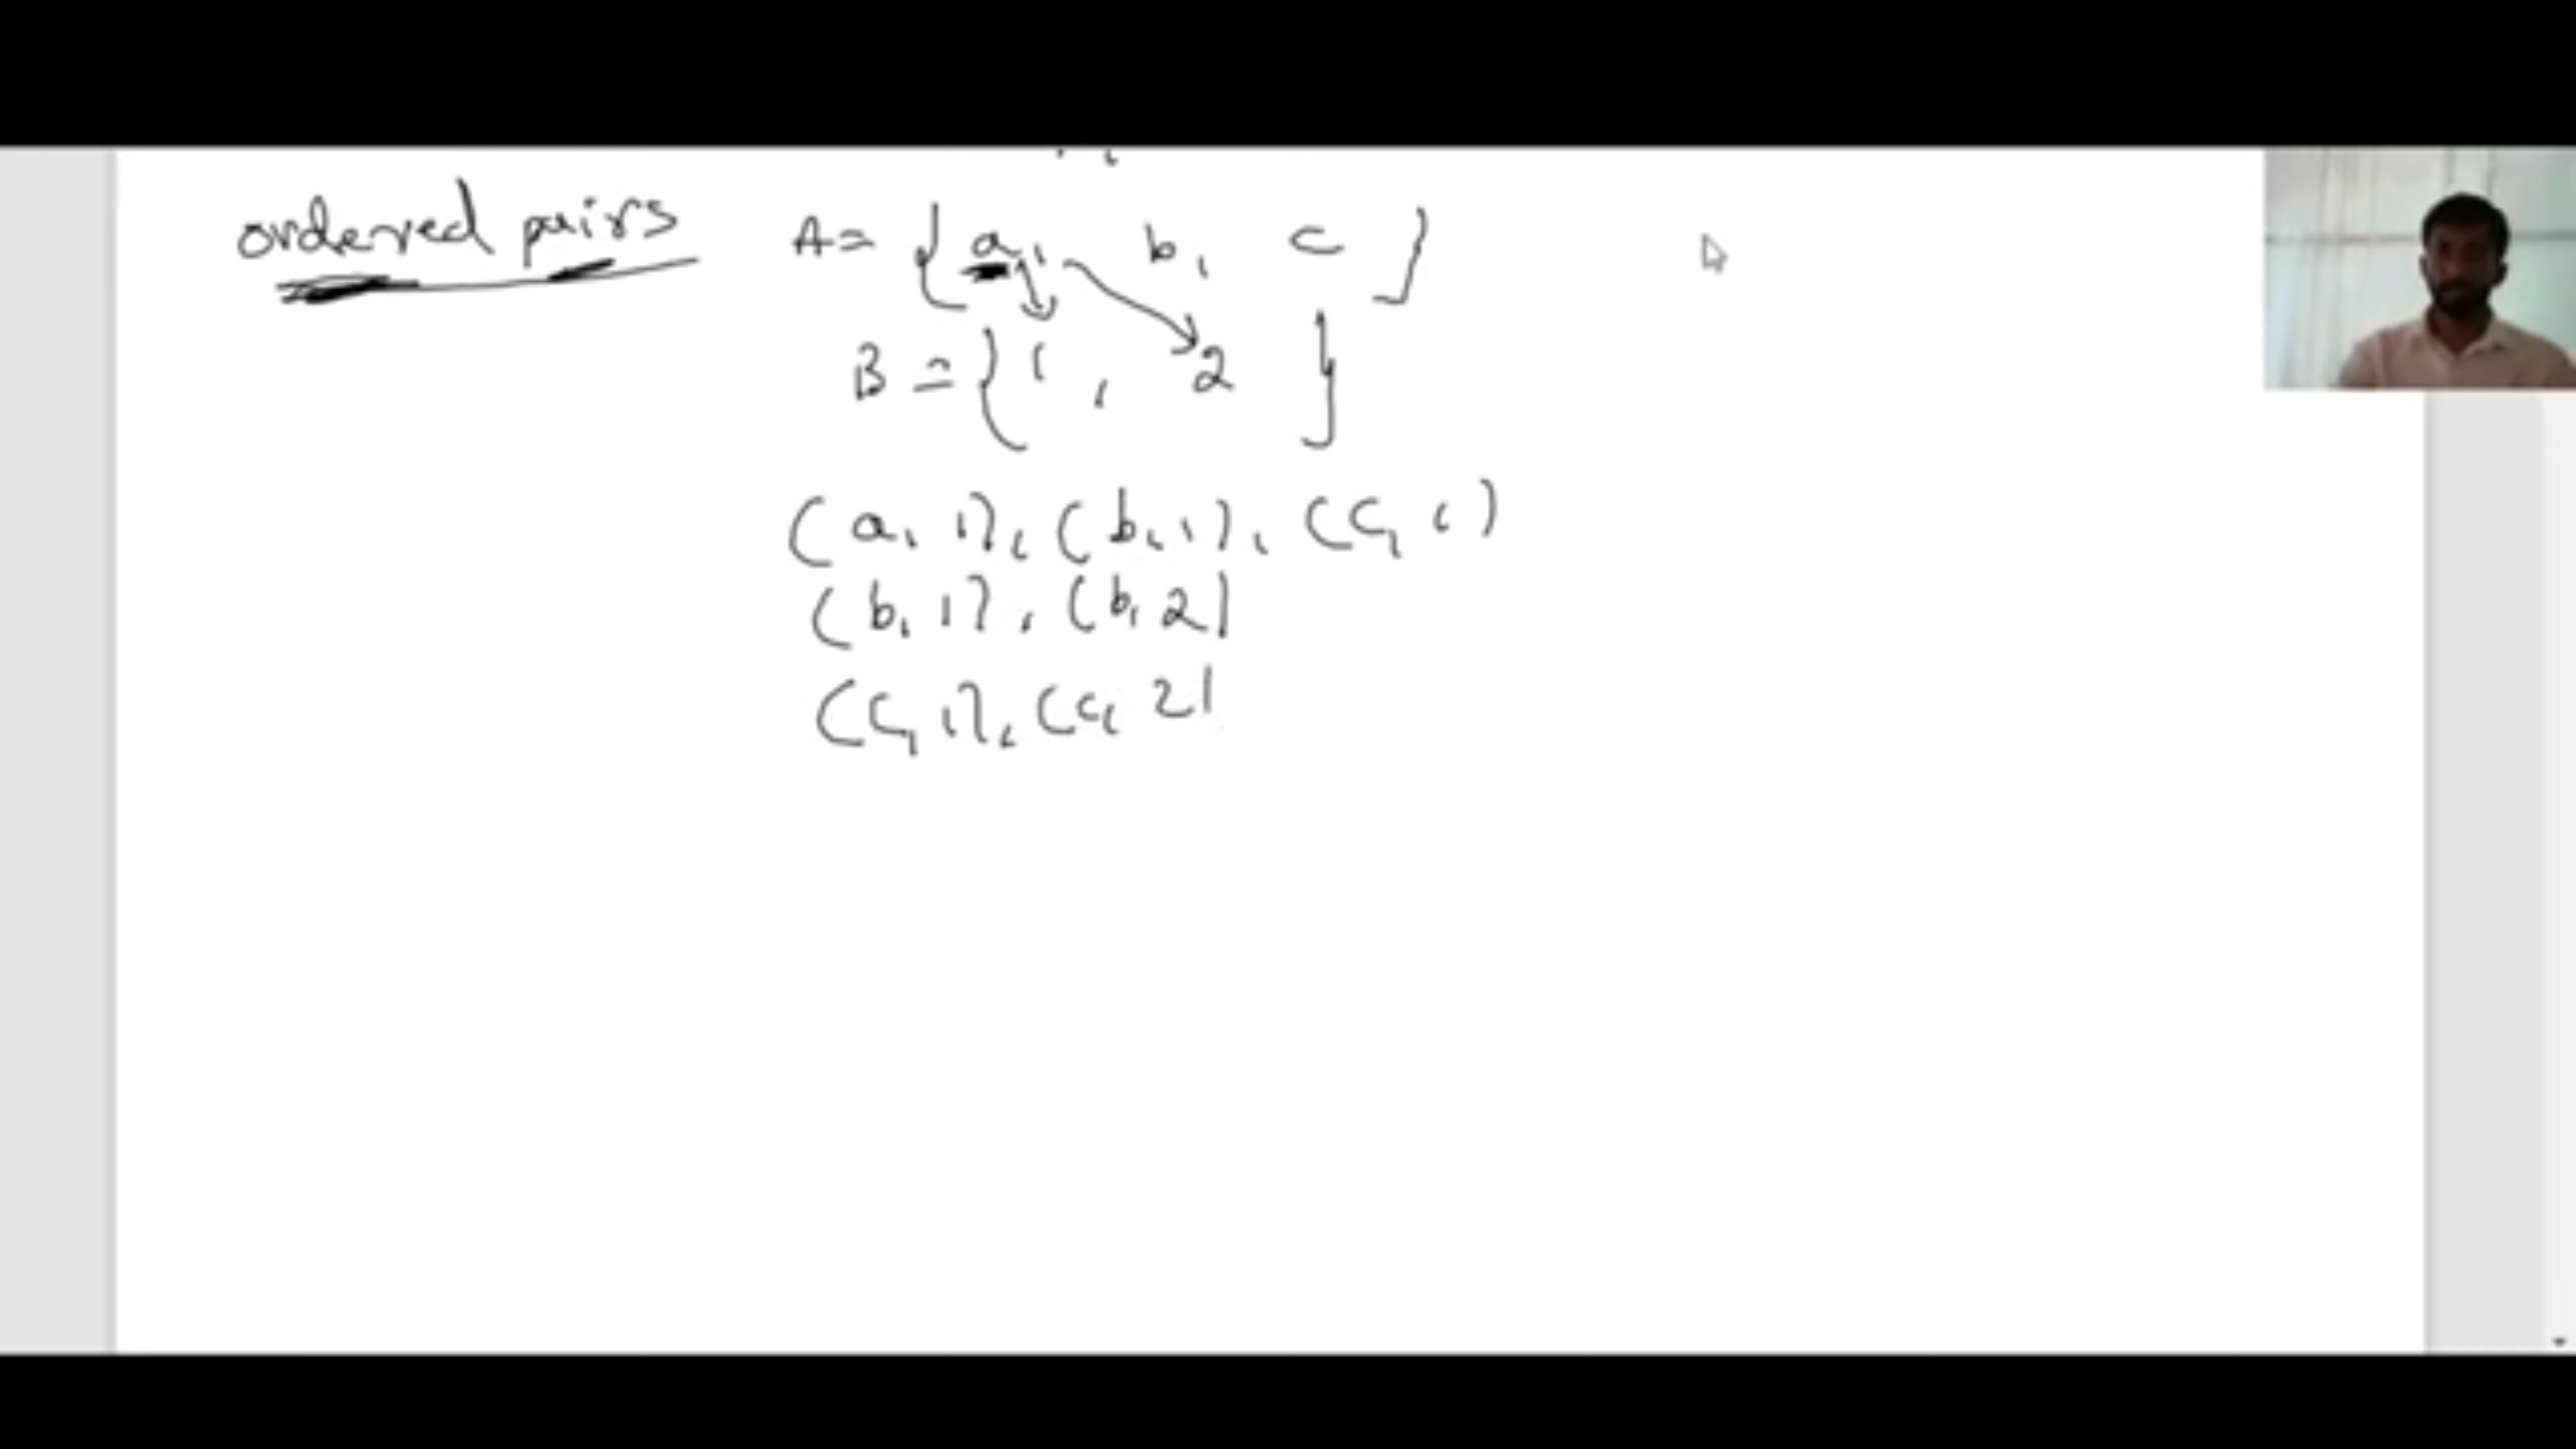 ordered pairs A = { a, b, c }
B = { 1, 2 }
(a, 1), (b, 1), (c, 1)
(b, 1), (b, 2)
(c, 1), (c, 2)